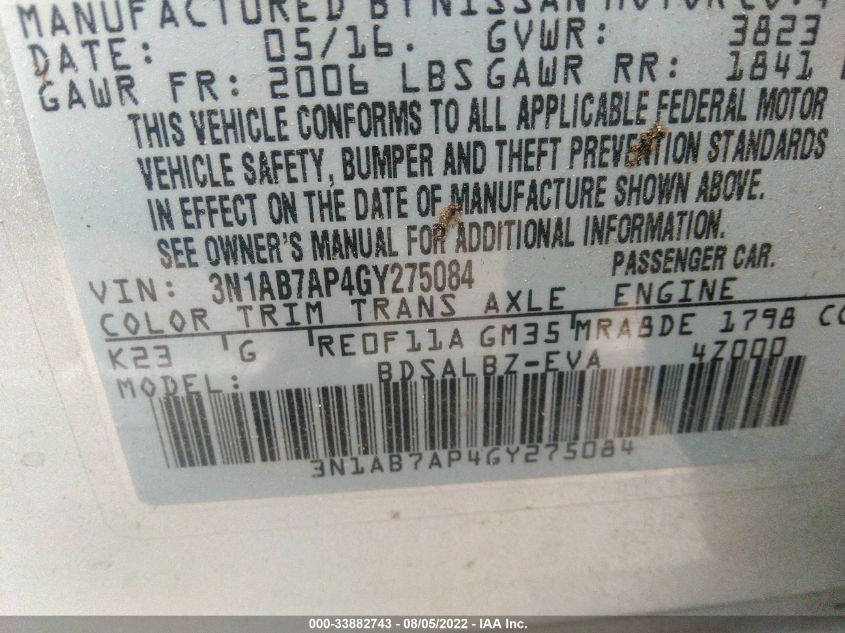 MANUFACTURED BY NISSAN MOTOR CO.
DATE: 05/16. GVWR: 3823
GAWR FR: 2006 LBS GAWR RR: 1841
THIS VEHICLE CONFORMS TO ALL APPLICABLE FEDERAL MOTOR
VEHICLE SAFETY, BUMPER AND THEFT PREVENTION STANDARDS
IN EFFECT ON THE DATE OF MANUFACTURE SHOWN ABOVE.
SEE OWNER'S MANUAL FOR ADDITIONAL INFORMATION.
VIN: 3N1AB7AP4GY275084 PASSENGER CAR.
COLOR TRIM TRANS AXLE ENGINE
K23 G RE0F11A GM35 MRA8DE 1798 CC
MODEL: BDSALBZ-EVA 47000
3N1AB7AP4GY275084
000-33882743 - 08/05/2022 - IAA Inc.